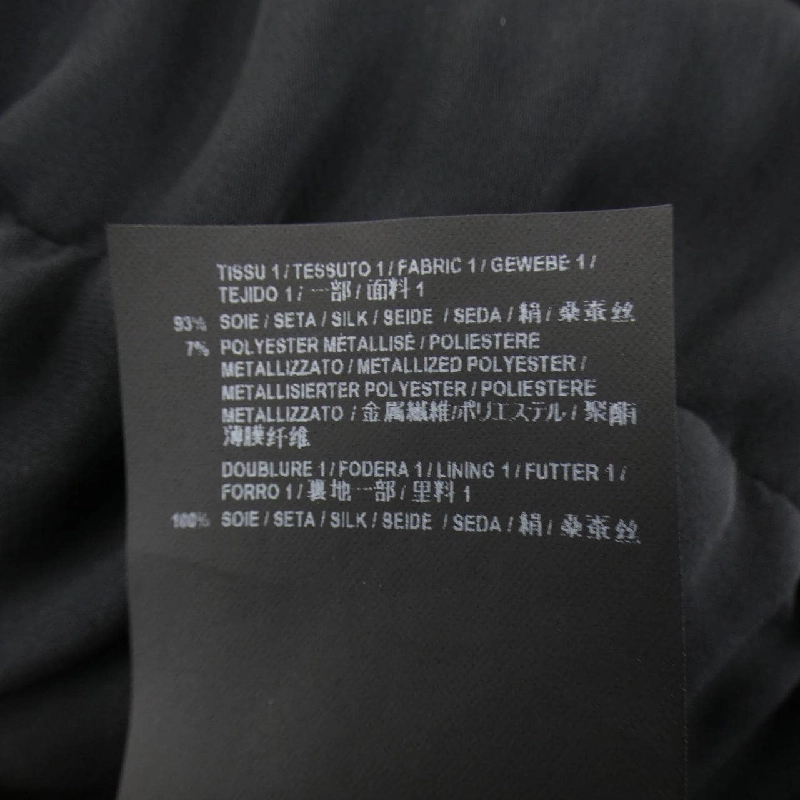 TISSU 1 / TESSUTO 1 / FABRIC 1 / GEWEBE 1 /
TEJIDO 1 / 一部 / 面料 1
93% SOIE / SETA / SILK / SEIDE / SEDA / 絹 / 桑蚕丝
7% POLYESTER MÉTALLISÉ / POLIESTERE
METALLIZZATO / METALLIZED POLYESTER /
METALLISIERTER POLYESTER / POLIESTERE
METALLIZZATO / 金属繊維/ポリエステル / 聚酯
薄膜纤维
DOUBLURE 1 / FODERA 1 / LINING 1 / FUTTER 1 /
FORRO 1 / 裏地一部 / 里料 1
100% SOIE / SETA / SILK / SEIDE / SEDA / 絹 / 桑蚕丝